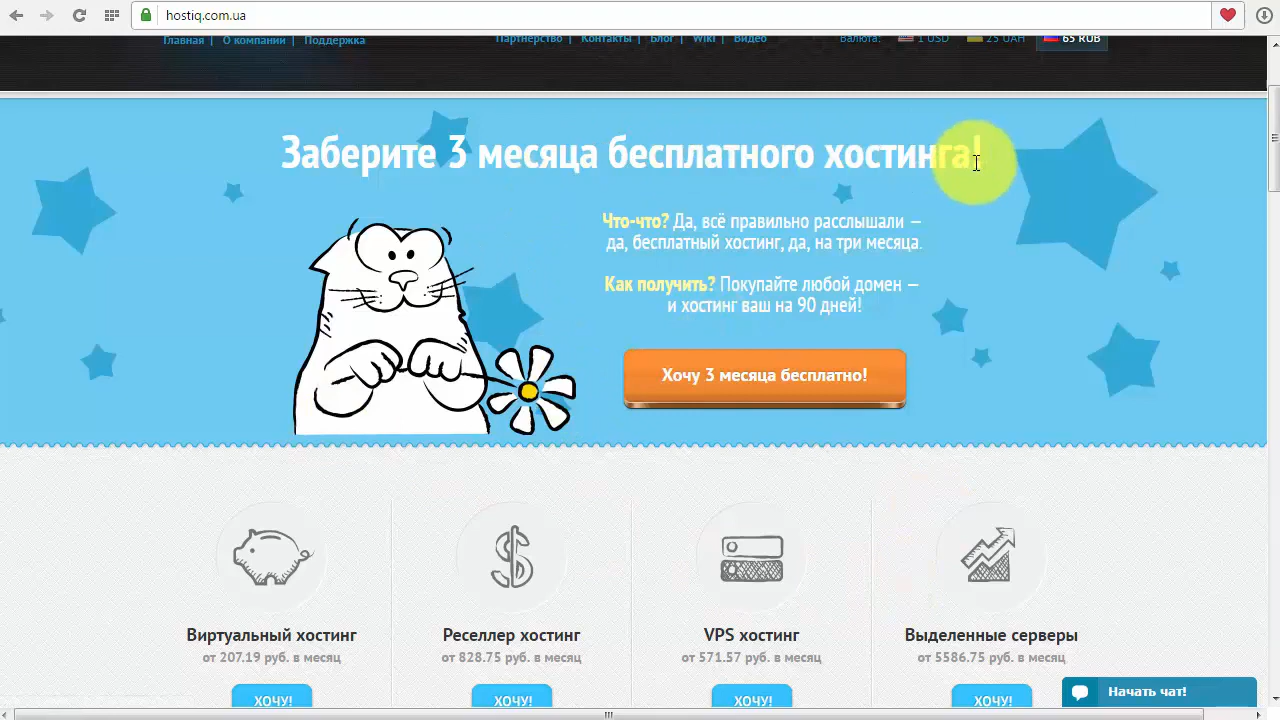 hostiq.com.ua
Главная | О компании | Поддержка
Партнерство | Контакты | Блог | Wiki | Видео
Валюта: 1 USD 25 UAH 65 RUB
Заберите 3 месяца бесплатного хостинга!
Что-что? Да, всё правильно расслышали —
да, бесплатный хостинг, да, на три месяца.
Как получить? Покупайте любой домен —
и хостинг ваш на 90 дней!
Хочу 3 месяца бесплатно!
Виртуальный хостинг
от 207.19 руб. в месяц
ХОЧУ!
Реселлер хостинг
от 828.75 руб. в месяц
ХОЧУ!
VPS хостинг
от 571.57 руб. в месяц
ХОЧУ!
Выделенные серверы
от 5586.75 руб. в месяц
ХОЧУ!
Начать чат!